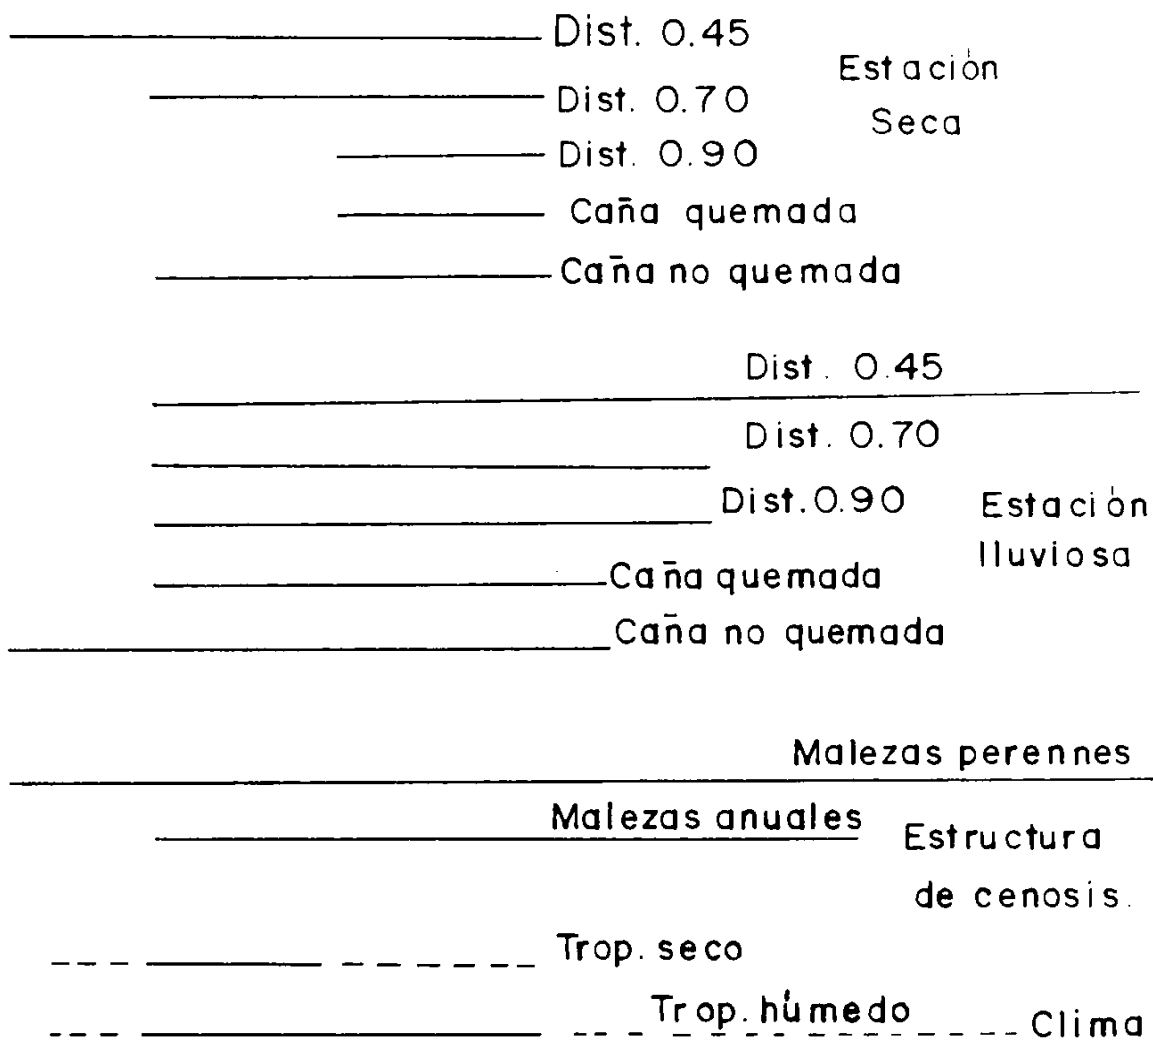 Dist. 0.45
Estación
Seca
Dist. 0.70
Dist. 0.90
Caña quemada
Caña no quemada
Dist. 0.45
Dist. 0.70
Dist. 0.90
Estación
lluviosa
Caña quemada
Caña no quemada
Malezas perennes
Malezas anuales
Estructura
de cenosis.
Trop. seco
Trop. húmedo
Clima